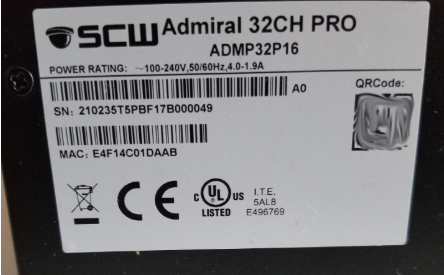 SCW Admiral 32CH PRO
ADMP32P16
POWER RATING: ~100-240V,50/60Hz,4.0-1.9A
A0
QRCode:
SN: 210235T5PBF17B000049
MAC: E4F14C01DAAB
CE C UL US LISTED
I.T.E.
5AL8
E496769